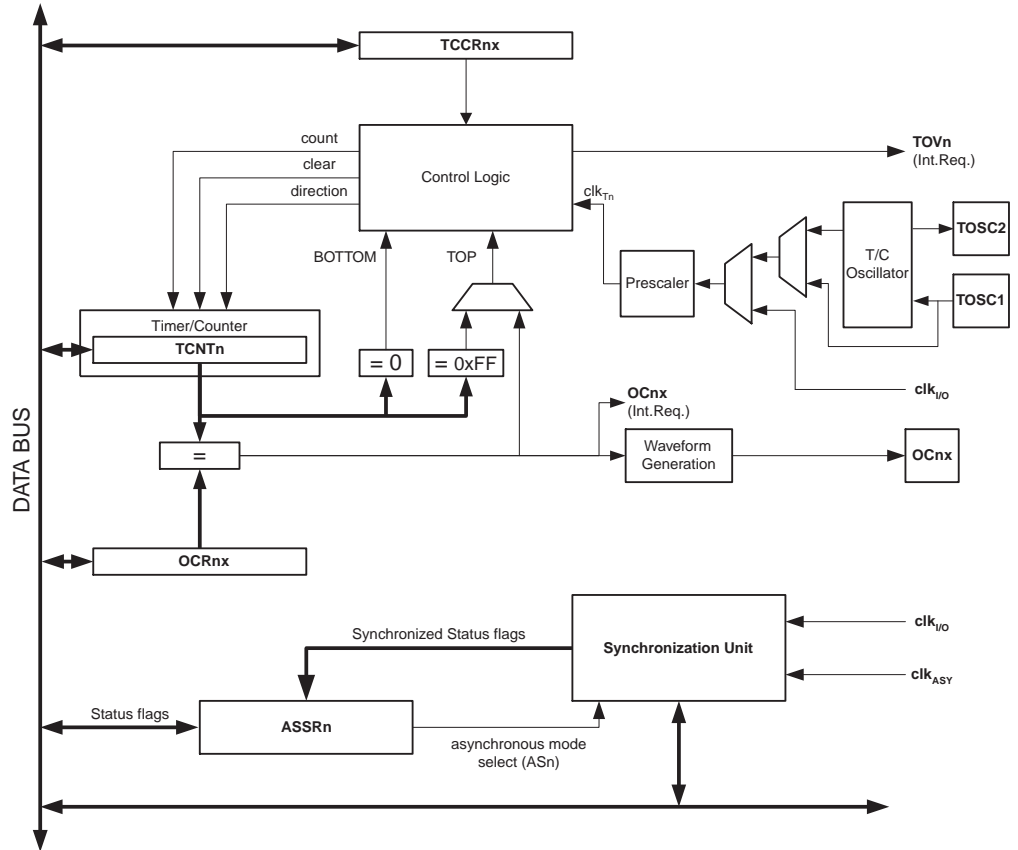 TCCRnx
count
clear
direction
Control Logic
TOVn
(Int.Req.)
clkTn
BOTTOM
TOP
TOSC2
T/C
Oscillator
TOSC1
Prescaler
Timer/Counter
TCNTn
= 0
= 0xFF
clkI/O
OCnx
(Int.Req.)
=
Waveform
Generation
OCnx
DATA BUS
OCRnx
Synchronized Status flags
Synchronization Unit
clkI/O
clkASY
Status flags
ASSRn
asynchronous mode
select (ASn)